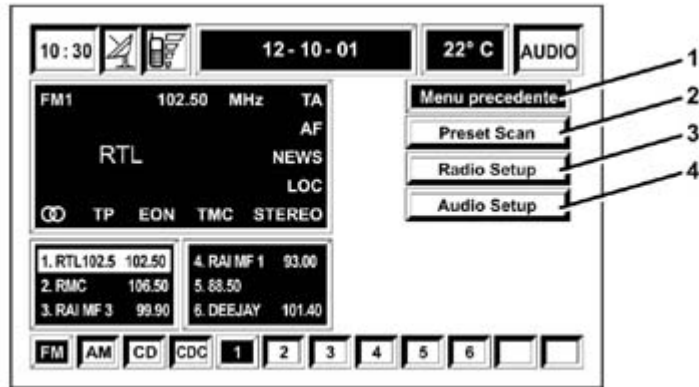 10:30 12-10-01 22° C AUDIO
FM1 102.50 MHz TA
AF
RTL NEWS
LOC
TP EON TMC STEREO
Menu precedente 1
Preset Scan 2
Radio Setup 3
Audio Setup 4
1. RTL102.5 102.50
2. RMC 106.50
3. RAI MF 3 99.90
4. RAI MF 1 93.00
5. 88.50
6. DEEJAY 101.40
FM AM CD CDC 1 2 3 4 5 6